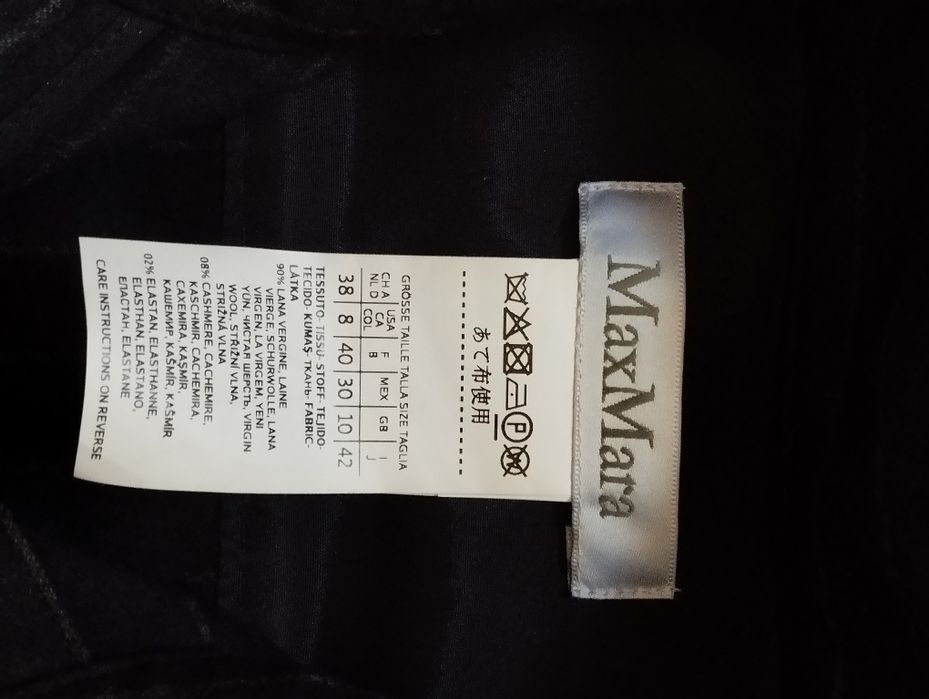 MaxMara
P
あて布使用
GRÖSSE TAILLE TALLA SIZE TAGLIA
CH A USA F MEX GB I
NL D CA B J
COL
38 8 40 30 10 42
TESSUTO- TISSU- STOFF- TEJIDO-
TECIDO- KUMAŞ- ТКАНЬ- FABRIC-
LÁTKA
90% LANA VERGINE, LAINE
VIERGE, SCHURWOLLE, LANA
VIRGEN, LA VIRGEM, YENI
YÜN, ЧИСТАЯ ШЕРСТЬ, VIRGIN
WOOL, STŘIŽNÍ VLNA,
STRIŽNÁ VLNA
08% CASHMERE, CACHEMIRE,
KASCHMIR, CACHEMIRA,
CAXEMIRA, KAŞMİR,
КАШЕМИР, KAŠMÍR, KAŠMÍR
02% ELASTAN, ELASTHANNE,
ELASTHAN, ELASTANO,
ЕЛАСТАН, ELASTANE
CARE INSTRUCTIONS ON REVERSE